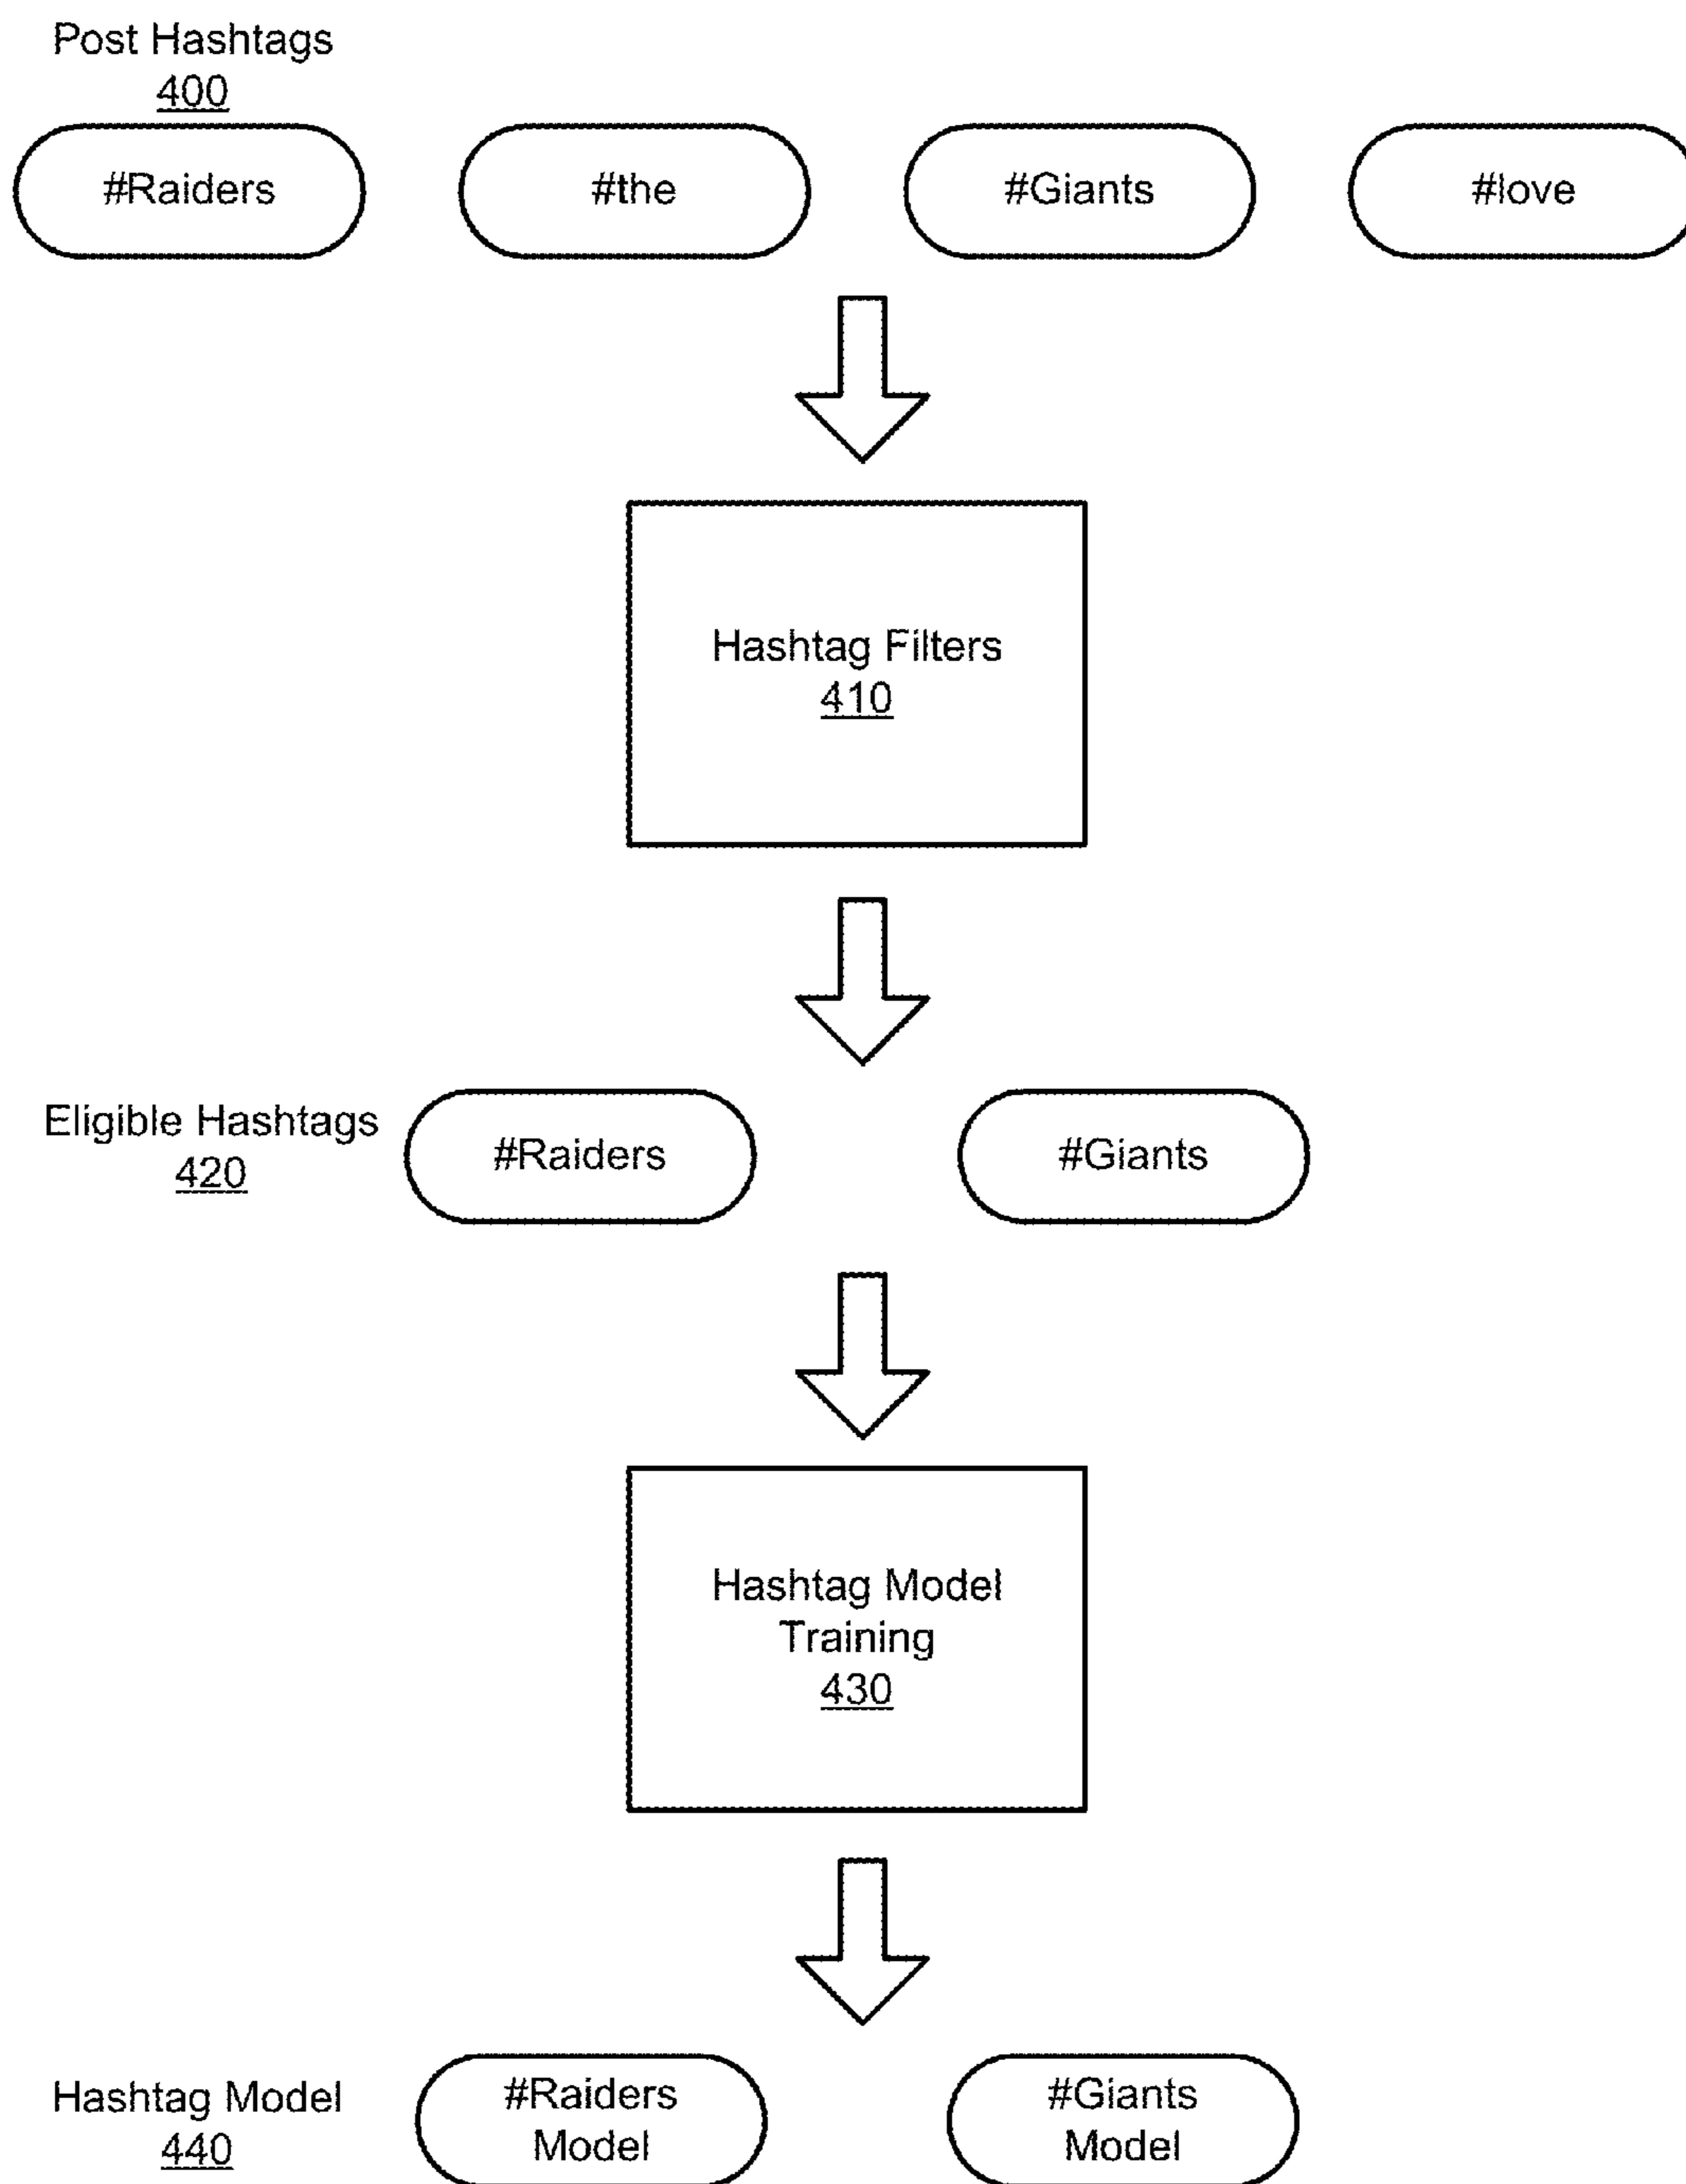 Post Hashtags
400
#Raiders
#the
#Giants
#love
Hashtag Filters
410
Eligible Hashtags
420
#Raiders
#Giants
Hashtag Model
Training
430
Hashtag Model
440
#Raiders
Model
#Giants
Model